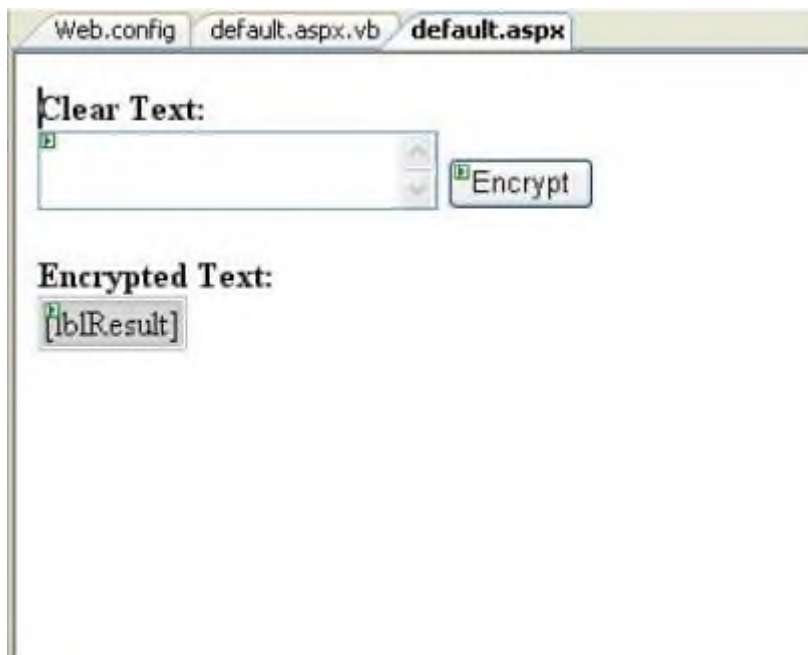 Web.config default.aspx.vb default.aspx
Clear Text:
Encrypt
Encrypted Text:
[lblResult]